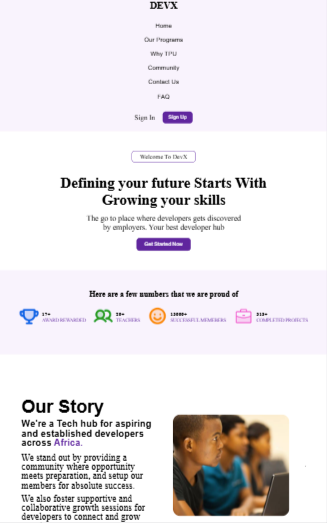 DEVX
Home
Our Programs
Why TPU
Community
Contact Us
FAQ
Sign In Sign Up
Welcome To DevX
Defining your future Starts With
Growing your skills
The go to place where developers gets discovered
by employers. Your best developer hub
Get Started Now
Here are a few numbers that we are proud of
AWARD REWARDED
TEACHERS
SUCCESSFUL MEMEBERS
COMPLETED PROJECTS
Our Story
We're a Tech hub for aspiring
and established developers
across Africa.
We stand out by providing a
community where opportunity
meets preparation, and setup our
members for absolute success.
We also foster supportive and
collaborative growth sessions for
developers to connect and grow